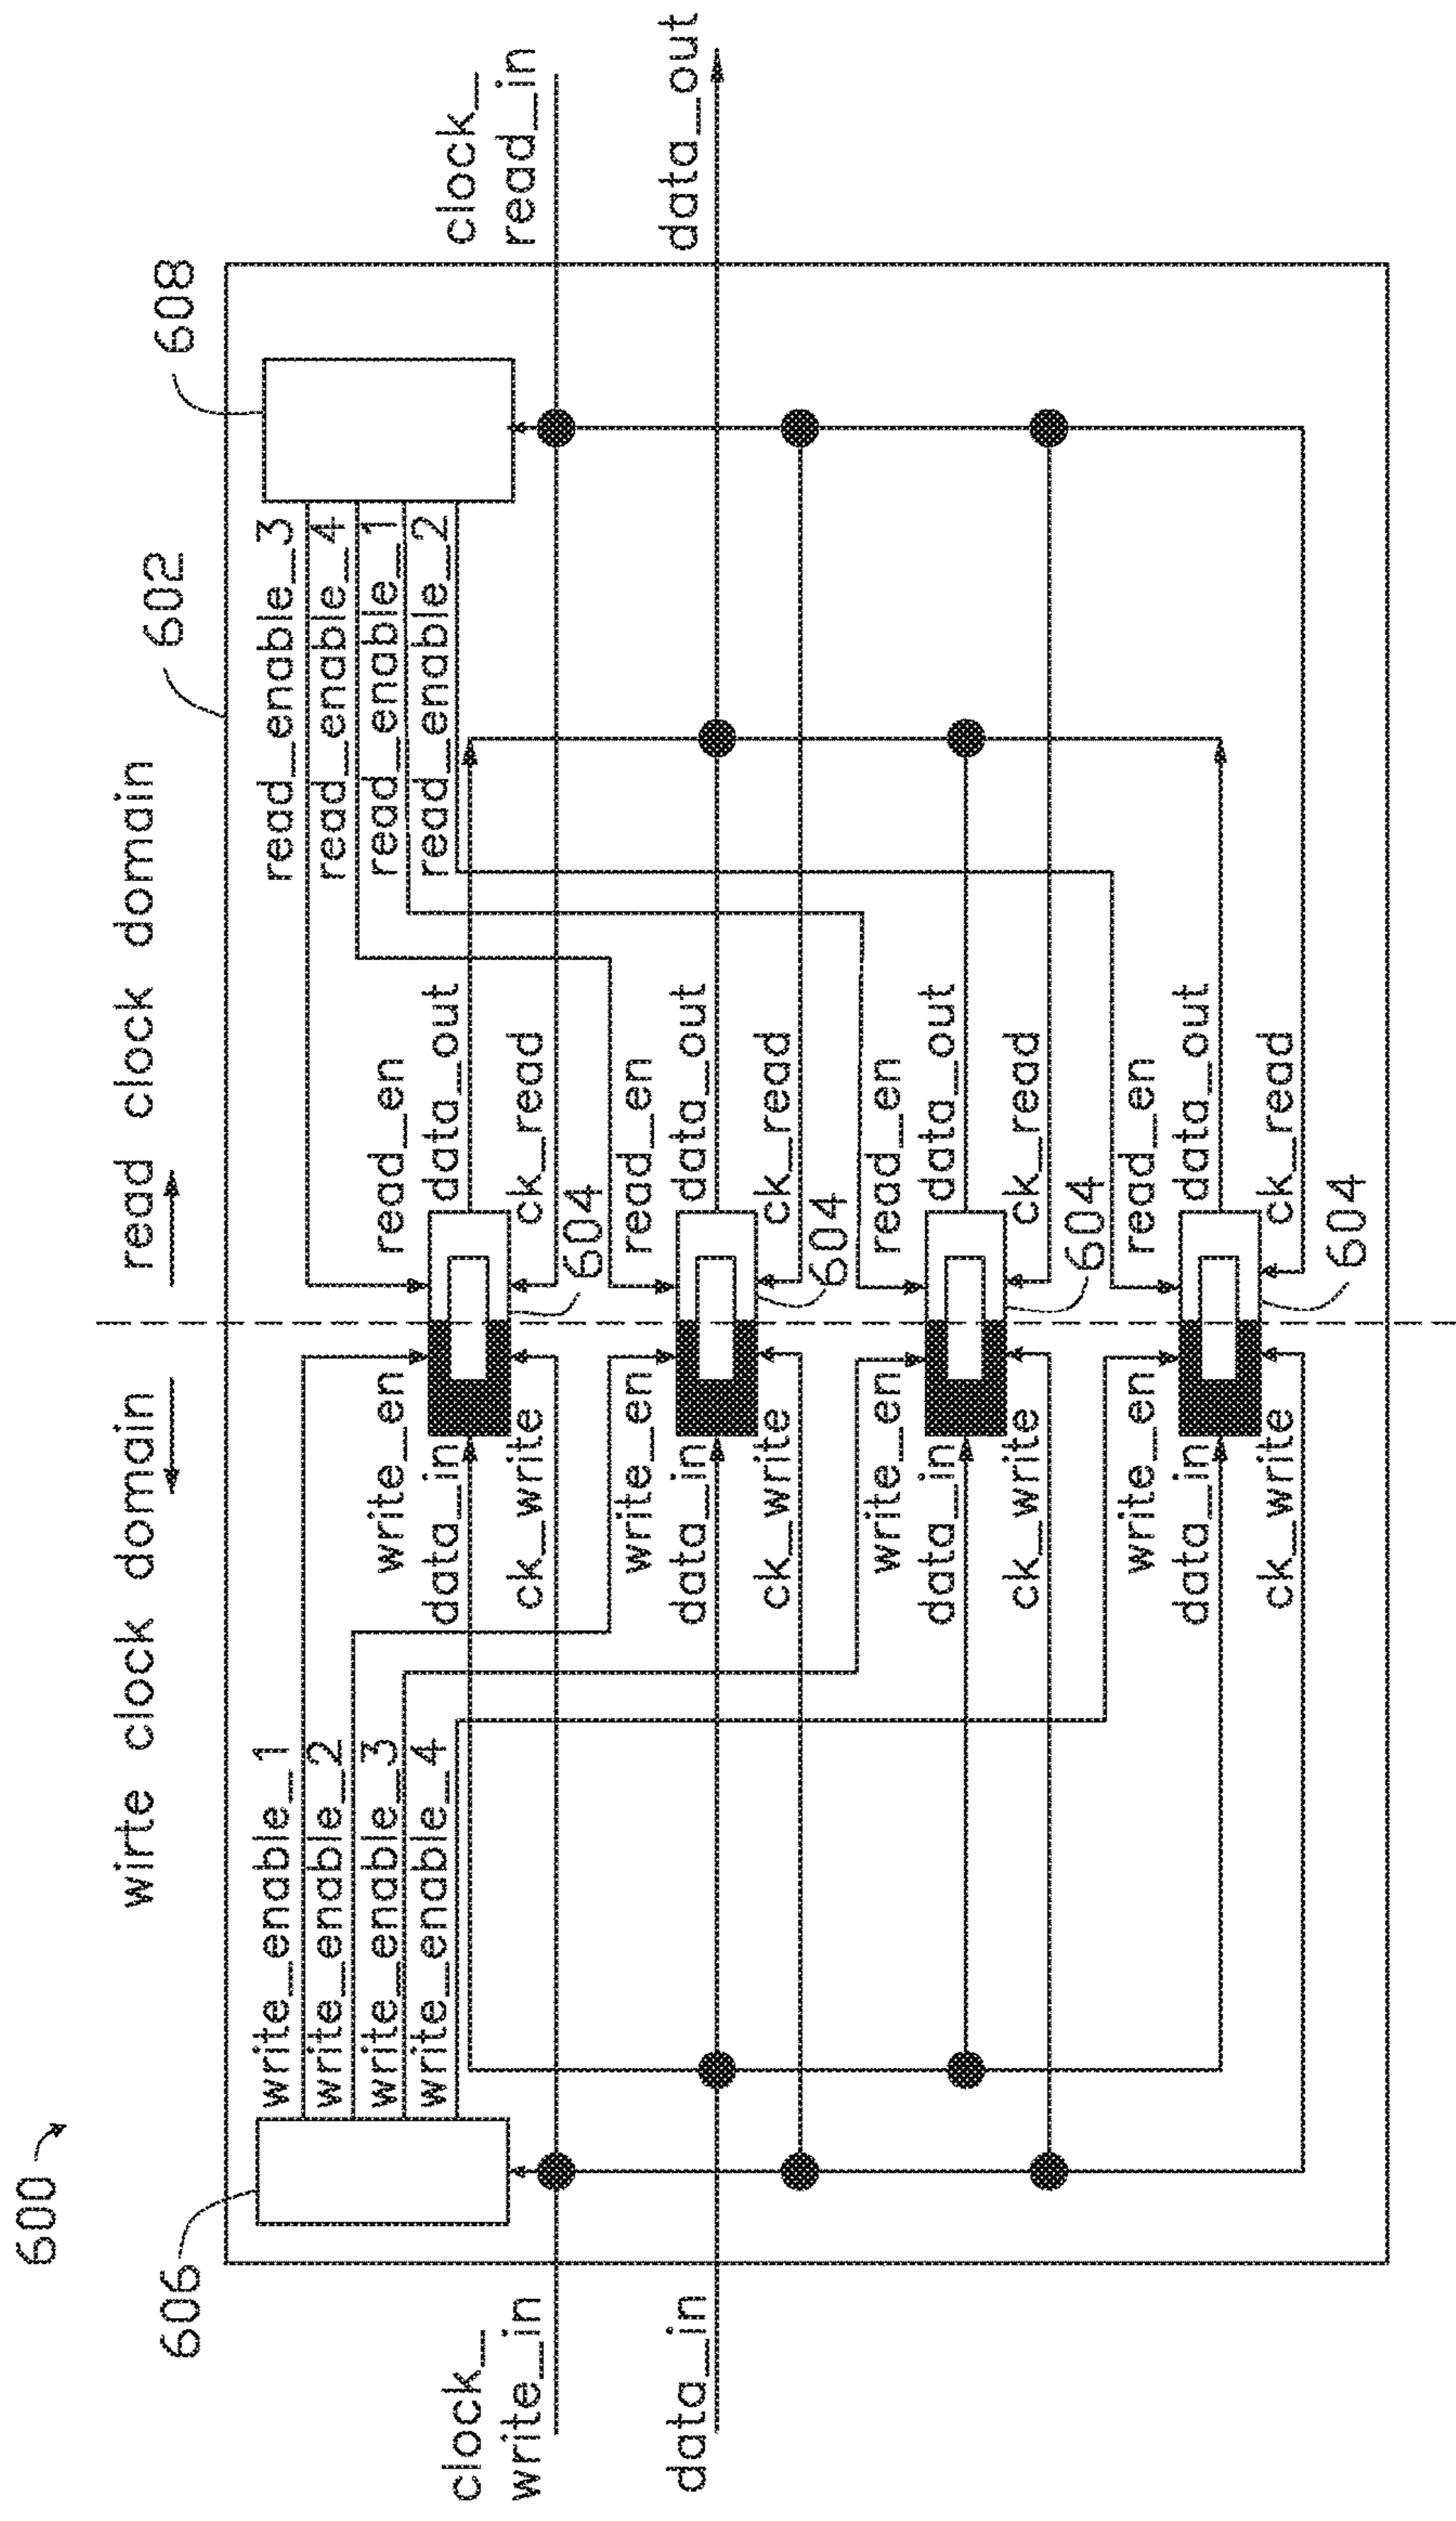 600
wirte clock domain
read clock domain
602
606
608
write_enable_1
write_enable_2
write_enable_3
write_enable_4
read_enable_3
read_enable_4
read_enable_1
read_enable_2
clock_
write_in
clock_
read_in
data_in
data_out
write_en
data_in
ck_write
read_en
data_out
ck_read
604
write_en
data_in
ck_write
read_en
data_out
ck_read
604
write_en
data_in
ck_write
read_en
data_out
ck_read
604
write_en
data_in
ck_write
read_en
data_out
ck_read
604